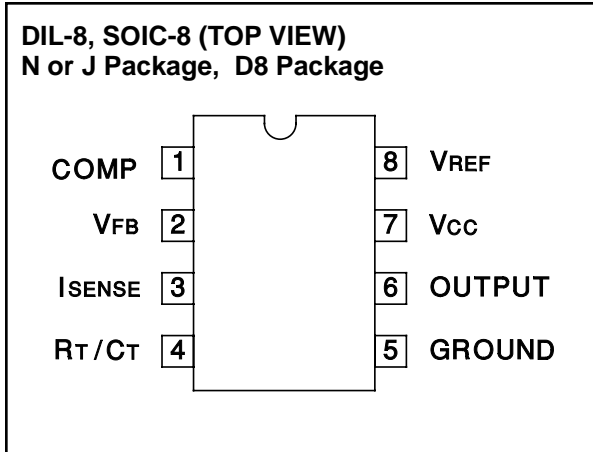 DIL-8, SOIC-8 (TOP VIEW)
N or J Package, D8 Package
COMP 1 8 VREF
VFB 2 7 VCC
ISENSE 3 6 OUTPUT
RT/CT 4 5 GROUND